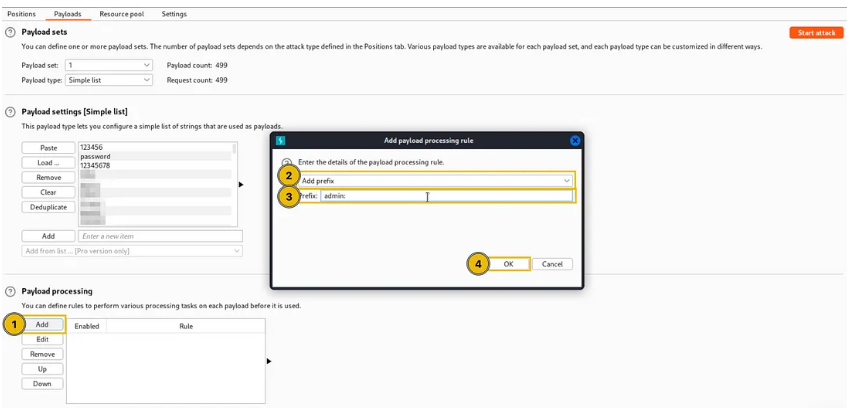 Positions Payloads Resource pool Settings
? Payload sets
Start attack
You can define one or more payload sets. The number of payload sets depends on the attack type defined in the Positions tab. Various payload types are available for each payload set, and each payload type can be customized in different ways.
Payload set: 1 Payload count: 499
Payload type: Simple list Request count: 499
? Payload settings [Simple list]
This payload type lets you configure a simple list of strings that are used as payloads.
Paste
Load ...
Remove
Clear
Deduplicate
123456
password
12345678
Add Enter a new item
Add from list ... [Pro version only]
Add payload processing rule
? Enter the details of the payload processing rule.
2 Add prefix
3 Prefix: admin:
4 OK Cancel
? Payload processing
You can define rules to perform various processing tasks on each payload before it is used.
1 Add
Edit
Remove
Up
Down
Enabled Rule